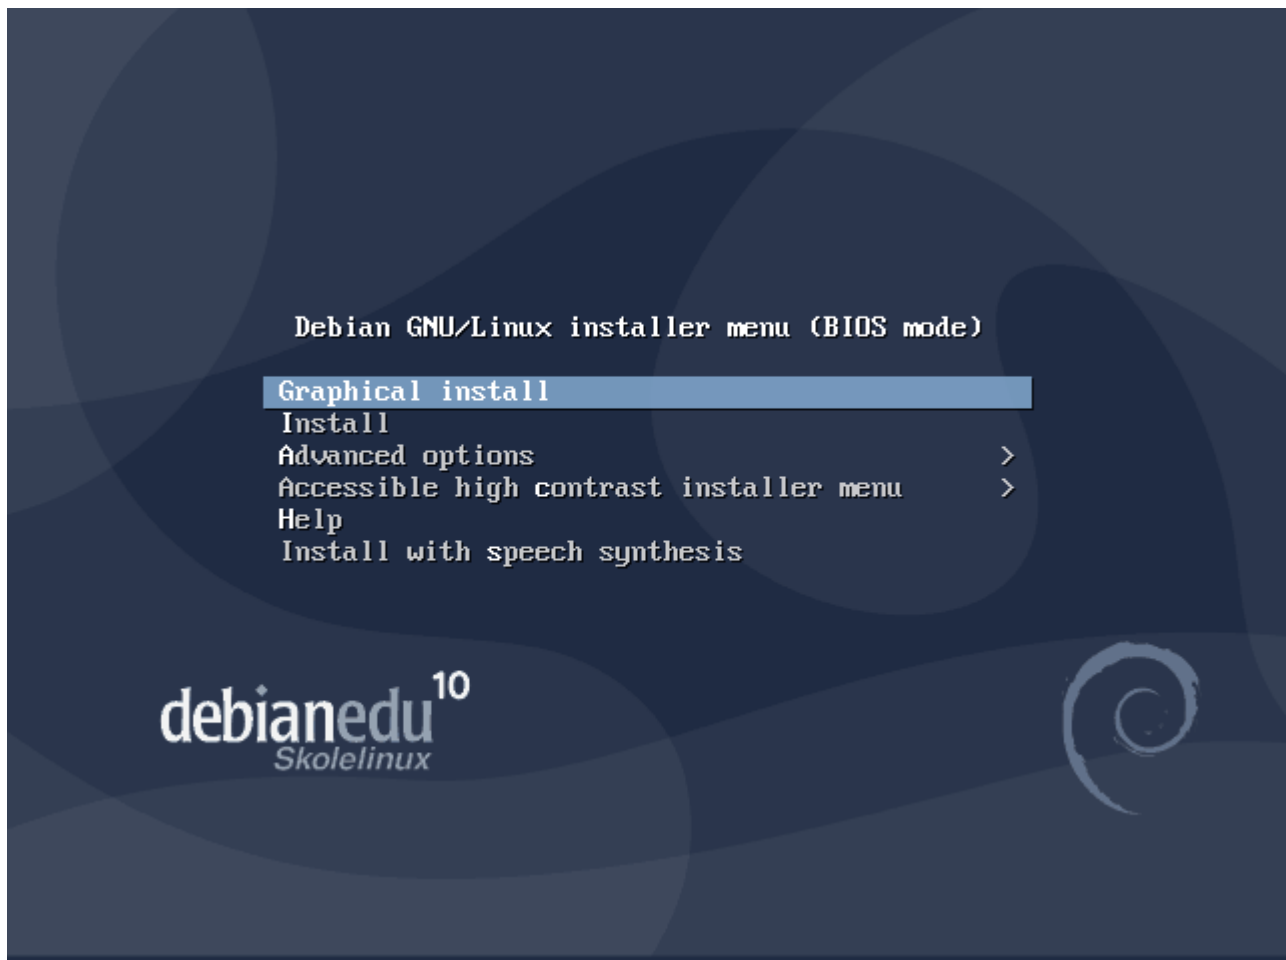 Debian GNU/Linux installer menu (BIOS mode)
Graphical install
Install
Advanced options >
Accessible high contrast installer menu >
Help
Install with speech synthesis
debianedu 10
Skolelinux